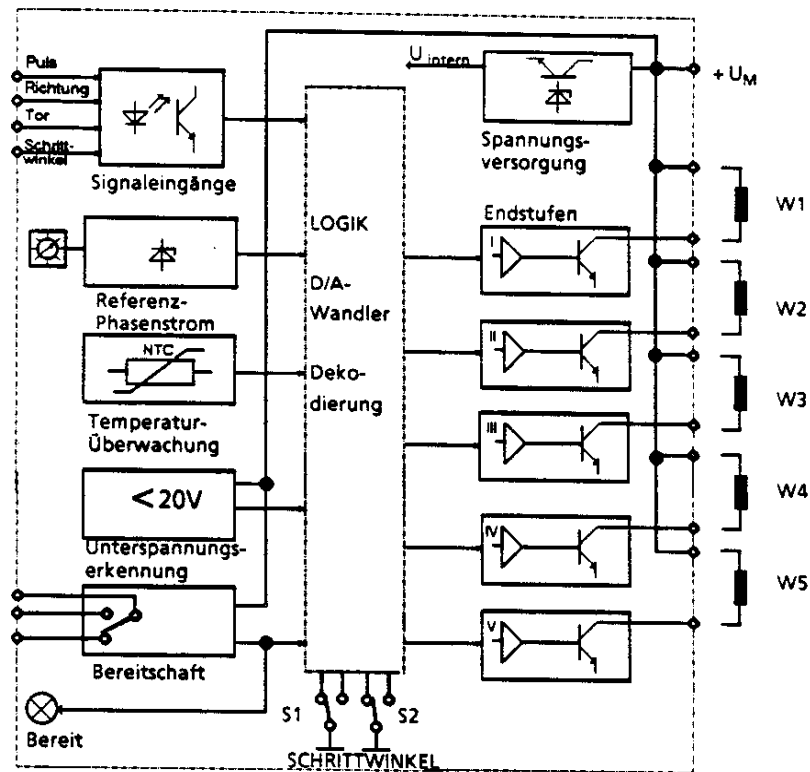 Puls
Richtung
Tor
Schritt-
winkel
Signaleingänge
Referenz-
Phasenstrom
NTC
Temperatur-
Überwachung
<20V
Unterspannungs-
erkennung
Bereitschaft
Bereit
LOGIK
D/A-
Wandler
Deko-
dierung
S1
S2
SCHRITTWINKEL
U intern
Spannungs-
versorgung
+ UM
Endstufen
I
II
III
IV
V
W1
W2
W3
W4
W5